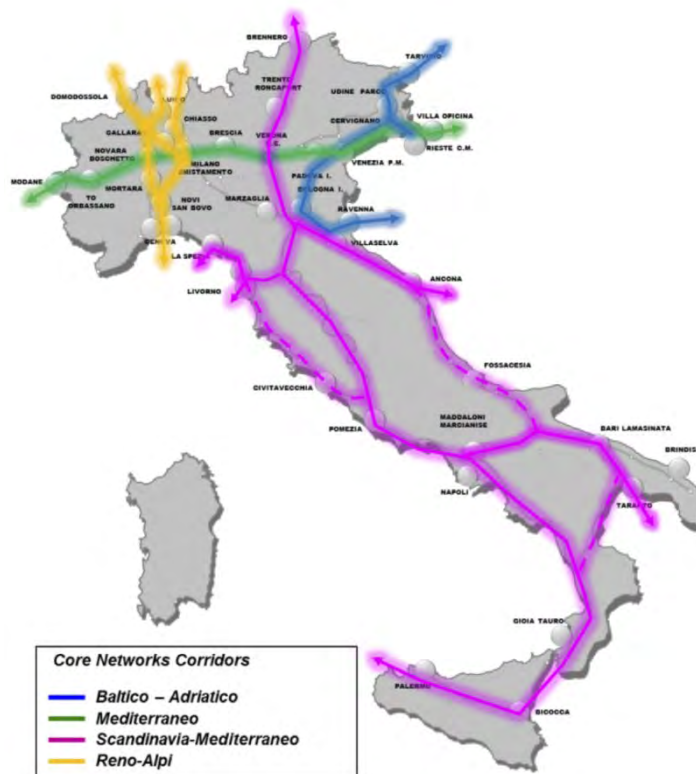 BRENNERO
TARVISIO
TRENTO
RONCAFORT
UDINE PARCO
DOMODOSSOLA
CHIASSO
CERVIGNANO
VILLA OPICINA
GALLARATE
BRESCIA
VERONA
Q.E.
TRIESTE C.M.
NOVARA
BOSCHETTO
MILANO
SMISTAMENTO
VENEZIA P.M.
PADOVA I.
MODANE
TO
ORBASSANO
MORTARA
NOVI
SAN BOVO
MARZAGLIA
BOLOGNA I.
RAVENNA
GENOVA
VILLASELVA
LA SPEZIA
LIVORNO
ANCONA
FOSSACESIA
CIVITAVECCHIA
MADDALONI
MARCIANISE
POMEZIA
BARI LAMASINATA
BRINDISI
NAPOLI
TARANTO
GIOIA TAURO
PALERMO
BICOCCA
Core Networks Corridors
Baltico – Adriatico
Mediterraneo
Scandinavia-Mediterraneo
Reno-Alpi